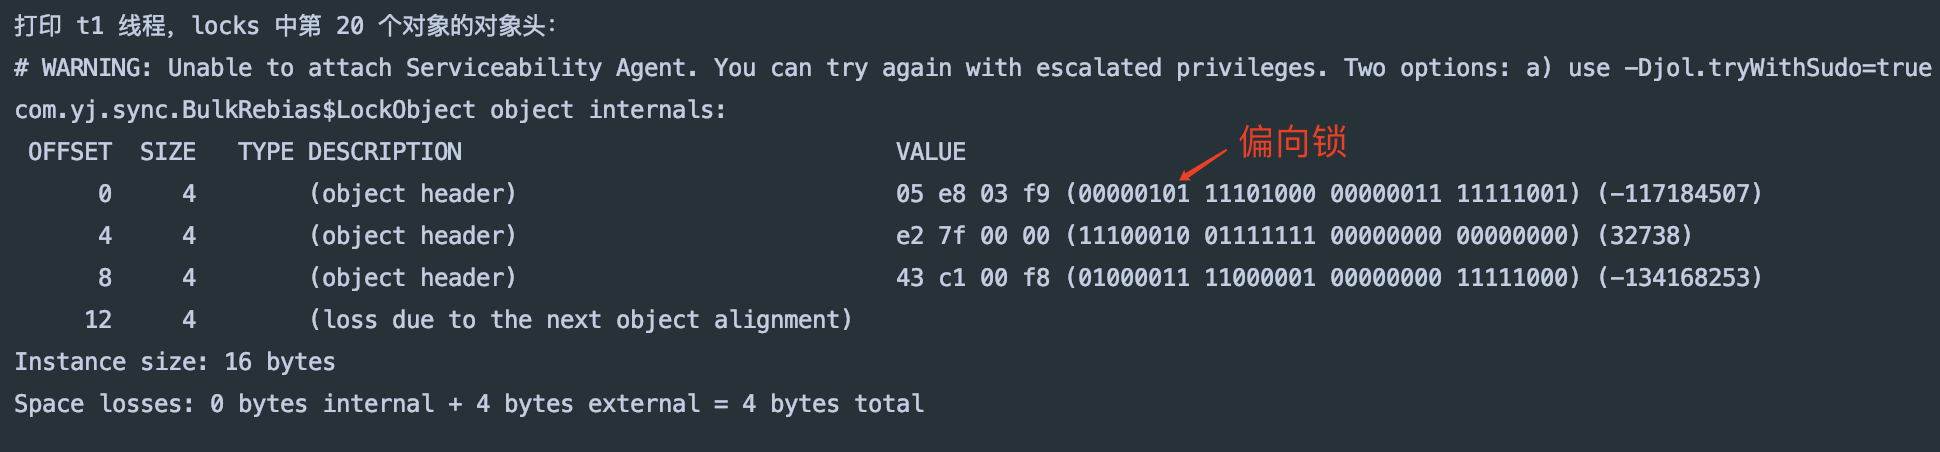 打印 t1 线程，locks 中第 20 个对象的对象头：
# WARNING: Unable to attach Serviceability Agent. You can try again with escalated privileges. Two options: a) use -Djol.tryWithSudo=true
com.yj.sync.BulkRebias$LockObject object internals:
偏向锁
OFFSET  SIZE   TYPE DESCRIPTION                               VALUE
0     4        (object header)                           05 e8 03 f9 (00000101 11101000 00000011 11111001) (-117184507)
4     4        (object header)                           e2 7f 00 00 (11100010 01111111 00000000 00000000) (32738)
8     4        (object header)                           43 c1 00 f8 (01000011 11000001 00000000 11111000) (-134168253)
12     4        (loss due to the next object alignment)
Instance size: 16 bytes
Space losses: 0 bytes internal + 4 bytes external = 4 bytes total